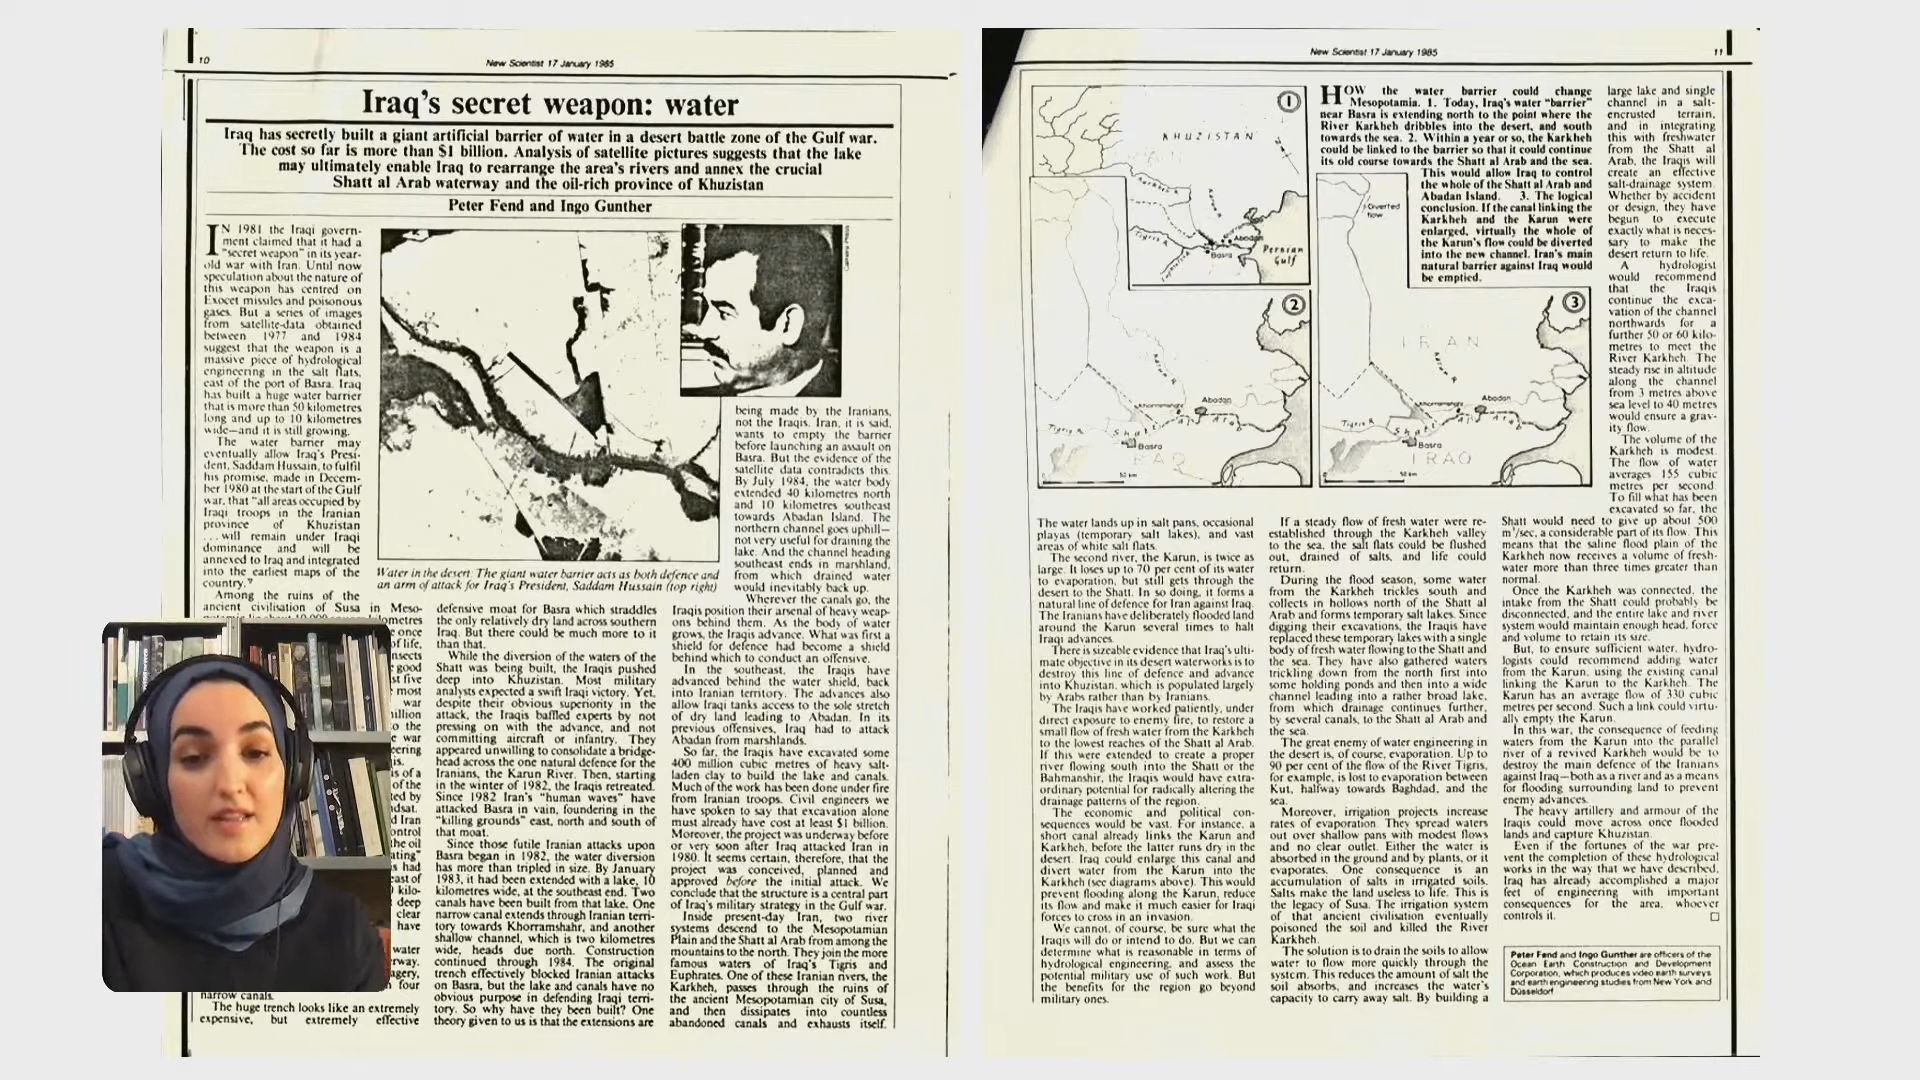 10
New Scientist 17 January 1985
Iraq's secret weapon: water
Iraq has secretly built a giant artificial barrier of water in a desert battle zone of the Gulf war.
The cost so far is more than $1 billion. Analysis of satellite pictures suggests that the lake
may ultimately enable Iraq to rearrange the area's rivers and annex the crucial
Shatt al Arab waterway and the oil-rich province of Khuzistan
Peter Fend and Ingo Gunther
IN 1981 the Iraqi govern-
ment claimed that it had a
"secret weapon" in its year-
old war with Iran. Until now
speculation about the nature of
this weapon has centred on
Exocet missiles and poisonous
gases. But a series of images
from satellite-data obtained
between 1977 and 1984
suggest that the weapon is a
massive piece of hydrological
engineering in the salt flats,
east of the port of Basra. Iraq
has built a huge water barrier
that is more than 50 kilometres
long and up to 10 kilometres
wide—and it is still growing.
The water barrier may
eventually allow Iraq's Presi-
dent, Saddam Hussain, to fulfil
his promise, made in Decem-
ber 1980 at the start of the Gulf
war, that "all areas occupied by
Iraqi troops in the Iranian
province of Khuzistan
... will remain under Iraqi
dominance and will be
annexed to Iraq and integrated
into the earliest maps of the
country."
Among the ruins of the
ancient civilisation of Susa in Meso-
narrow canals.
The huge trench looks like an extremely
expensive, but extremely effective
Camera Press
Water in the desert: The giant water barrier acts as both defence and
an arm of attack for Iraq's President, Saddam Hussain (top right)
defensive moat for Basra which straddles
the only relatively dry land across southern
Iraq. But there could be much more to it
than that.
While the diversion of the waters of the
Shatt was being built, the Iraqis pushed
deep into Khuzistan. Most military
analysts expected a swift Iraqi victory. Yet,
despite their obvious superiority in the
attack, the Iraqis baffled experts by not
pressing on with the advance, and not
committing aircraft or infantry. They
appeared unwilling to consolidate a bridge-
head across the one natural defence for the
Iranians, the Karun River. Then, starting
in the winter of 1982, the Iraqis retreated.
Since 1982 Iran's "human waves" have
attacked Basra in vain, foundering in the
"killing grounds" east, north and south of
that moat.
Since those futile Iranian attacks upon
Basra began in 1982, the water diversion
has more than tripled in size. By January
1983, it had been extended with a lake, 10
kilometres wide, at the southeast end. Two
canals have been built from that lake. One
narrow canal extends through Iranian terri-
tory towards Khorramshahr, and another
shallow channel, which is two kilometres
wide, heads due north. Construction
continued through 1984. The original
trench effectively blocked Iranian attacks
on Basra, but the lake and canals have no
obvious purpose in defending Iraqi terri-
tory. So why have they been built? One
theory given to us is that the extensions are
being made by the Iranians,
not the Iraqis. Iran, it is said,
wants to empty the barrier
before launching an assault on
Basra. But the evidence of the
satellite data contradicts this.
By July 1984, the water body
extended 40 kilometres north
and 10 kilometres southeast
towards Abadan Island. The
northern channel goes uphill—
not very useful for draining the
lake. And the channel heading
southeast ends in marshland,
from which drained water
would inevitably back up.
Wherever the canals go, the
Iraqis position their arsenal of heavy weap-
ons behind them. As the body of water
grows, the Iraqis advance. What was first a
shield for defence had become a shield
behind which to conduct an offensive.
In the southeast, the Iraqis have
advanced behind the water shield, back
into Iranian territory. The advances also
allow Iraqi tanks access to the sole stretch
of dry land leading to Abadan. In its
previous offensives, Iraq had to attack
Abadan from marshlands.
So far, the Iraqis have excavated some
400 million cubic metres of heavy salt-
laden clay to build the lake and canals.
Much of the work has been done under fire
from Iranian troops. Civil engineers we
have spoken to say that excavation alone
must already have cost at least $1 billion.
Moreover, the project was underway before
or very soon after Iraq attacked Iran in
1980. It seems certain, therefore, that the
project was conceived, planned and
approved before the initial attack. We
conclude that the structure is a central part
of Iraq's military strategy in the Gulf war.
Inside present-day Iran, two river
systems descend to the Mesopotamian
Plain and the Shatt al Arab from among the
mountains to the north. They join the more
famous waters of Iraq's Tigris and
Euphrates. One of these Iranian rivers, the
Karkheh, passes through the ruins of
the ancient Mesopotamian city of Susa,
and then dissipates into countless
abandoned canals and exhausts itself.
New Scientist 17 January 1985
11
1
KHUZISTAN
Karkheh R
Karun R
Tigris R
Abadan
Basra
Persian
Gulf
2
Karun R
Khorramshahr
Abadan
Tigris R
Shatt al Arab
Basra
50 km
3
Diverted
flow
IRAN
Karun R
Khorramshahr
Abadan
Tigris R
Shatt al Arab
Basra
IRAQ
50 km
HOW the water barrier could change
Mesopotamia. 1. Today, Iraq's water "barrier"
near Basra is extending north to the point where the
River Karkheh dribbles into the desert, and south
towards the sea. 2. Within a year or so, the Karkheh
could be linked to the barrier so that it could continue
its old course towards the Shatt al Arab and the sea.
This would allow Iraq to control
the whole of the Shatt al Arab and
Abadan Island. 3. The logical
conclusion. If the canal linking the
Karkheh and the Karun were
enlarged, virtually the whole of
the Karun's flow could be diverted
into the new channel. Iran's main
natural barrier against Iraq would
be emptied.
The water lands up in salt pans, occasional
playas (temporary salt lakes), and vast
areas of white salt flats.
The second river, the Karun, is twice as
large. It loses up to 70 per cent of its water
to evaporation, but still gets through the
desert to the Shatt. In so doing, it forms a
natural line of defence for Iran against Iraq.
The Iranians have deliberately flooded land
around the Karun several times to halt
Iraqi advances.
There is sizeable evidence that Iraq's ulti-
mate objective in its desert waterworks is to
destroy this line of defence and advance
into Khuzistan, which is populated largely
by Arabs rather than by Iranians.
The Iraqis have worked patiently, under
direct exposure to enemy fire, to restore a
small flow of fresh water from the Karkheh
to the lowest reaches of the Shatt al Arab.
If this were extended to create a proper
river flowing south into the Shatt or the
Bahmanshir, the Iraqis would have extra-
ordinary potential for radically altering the
drainage patterns of the region.
The economic and political con-
sequences would be vast. For instance, a
short canal already links the Karun and
Karkheh, before the latter runs dry in the
desert. Iraq could enlarge this canal and
divert water from the Karun into the
Karkheh (see diagrams above). This would
prevent flooding along the Karun, reduce
its flow and make it much easier for Iraqi
forces to cross in an invasion.
We cannot, of course, be sure what the
Iraqis will do or intend to do. But we can
determine what is reasonable in terms of
hydrological engineering, and assess the
potential military use of such work. But
the benefits for the region go beyond
military ones.
If a steady flow of fresh water were re-
established through the Karkheh valley
to the sea, the salt flats could be flushed
out, drained of salts, and life could
return.
During the flood season, some water
from the Karkheh trickles south and
collects in hollows north of the Shatt al
Arab and forms temporary salt lakes. Since
digging their excavations, the Iraqis have
replaced these temporary lakes with a single
body of fresh water flowing to the Shatt and
the sea. They have also gathered waters
trickling down from the north first into
some holding ponds and then into a wide
channel leading into a rather broad lake,
from which drainage continues further,
by several canals, to the Shatt al Arab and
the sea.
The great enemy of water engineering in
the desert is, of course, evaporation. Up to
90 per cent of the flow of the River Tigris,
for example, is lost to evaporation between
Kut, halfway towards Baghdad, and the
sea.
Moreover, irrigation projects increase
rates of evaporation. They spread waters
out over shallow pans with modest flows
and no clear outlet. Either the water is
absorbed in the ground and by plants, or it
evaporates. One consequence is an
accumulation of salts in irrigated soils.
Salts make the land useless to life. This is
the legacy of Susa. The irrigation system
of that ancient civilisation eventually
poisoned the soil and killed the River
Karkheh.
The solution is to drain the soils to allow
water to flow more quickly through the
system. This reduces the amount of salt the
soil absorbs, and increases the water's
capacity to carry away salt. By building a
large lake and single
channel in a salt-
encrusted terrain,
and in integrating
this with freshwater
from the Shatt al
Arab, the Iraqis will
create an effective
salt-drainage system.
Whether by accident
or design, they have
begun to execute
exactly what is neces-
sary to make the
desert return to life.
A hydrologist
would recommend
that the Iraqis
continue the exca-
vation of the channel
northwards for a
further 50 or 60 kilo-
metres to meet the
River Karkheh. The
steady rise in altitude
along the channel
from 3 metres above
sea level to 40 metres
would ensure a grav-
ity flow.
The volume of the
Karkheh is modest.
The flow of water
averages 155 cubic
metres per second.
To fill what has been
excavated so far, the
Shatt would need to give up about 500
m³/sec, a considerable part of its flow. This
means that the saline flood plain of the
Karkheh now receives a volume of fresh-
water more than three times greater than
normal.
Once the Karkheh was connected, the
intake from the Shatt could probably be
disconnected, and the entire lake and river
system would maintain enough head, force
and volume to retain its size.
But, to ensure sufficient water, hydro-
logists could recommend adding water
from the Karun, using the existing canal
linking the Karun to the Karkheh. The
Karun has an average flow of 330 cubic
metres per second. Such a link could virtu-
ally empty the Karun.
In this war, the consequence of feeding
waters from the Karun into the parallel
river of a revived Karkheh would be to
destroy the main defence of the Iranians
against Iraq—both as a river and as a means
for flooding surrounding land to prevent
enemy advances.
The heavy artillery and armour of the
Iraqis could move across once flooded
lands and capture Khuzistan.
Even if the fortunes of the war pre-
vent the completion of these hydrological
works in the way that we have described,
Iraq has already accomplished a major
feet of engineering with important
consequences for the area, whoever
controls it.
Peter Fend and Ingo Gunther are officers of the
Ocean Earth Construction and Development
Corporation, which produces video earth surveys
and earth engineering studies from New York and
Düsseldorf